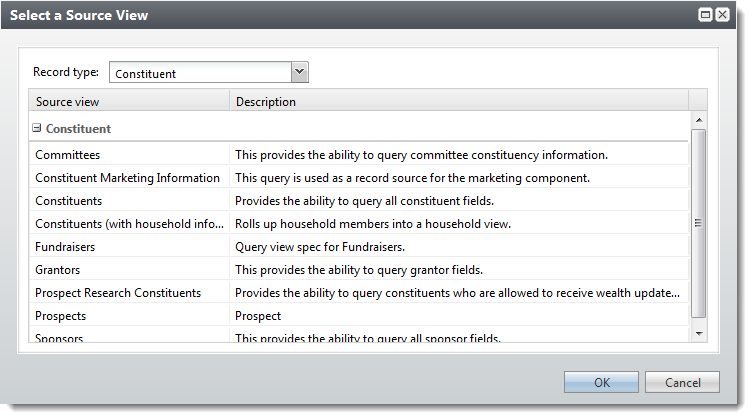 Select a Source View
Record type: Constituent
Source view Description
Constituent
Committees This provides the ability to query committee constituency information.
Constituent Marketing Information This query is used as a record source for the marketing component.
Constituents Provides the ability to query all constituent fields.
Constituents (with household info... Rolls up household members into a household view.
Fundraisers Query view spec for Fundraisers.
Grantors This provides the ability to query grantor fields.
Prospect Research Constituents Provides the ability to query constituents who are allowed to receive wealth update...
Prospects Prospect
Sponsors This provides the ability to query all sponsor fields.
OK Cancel